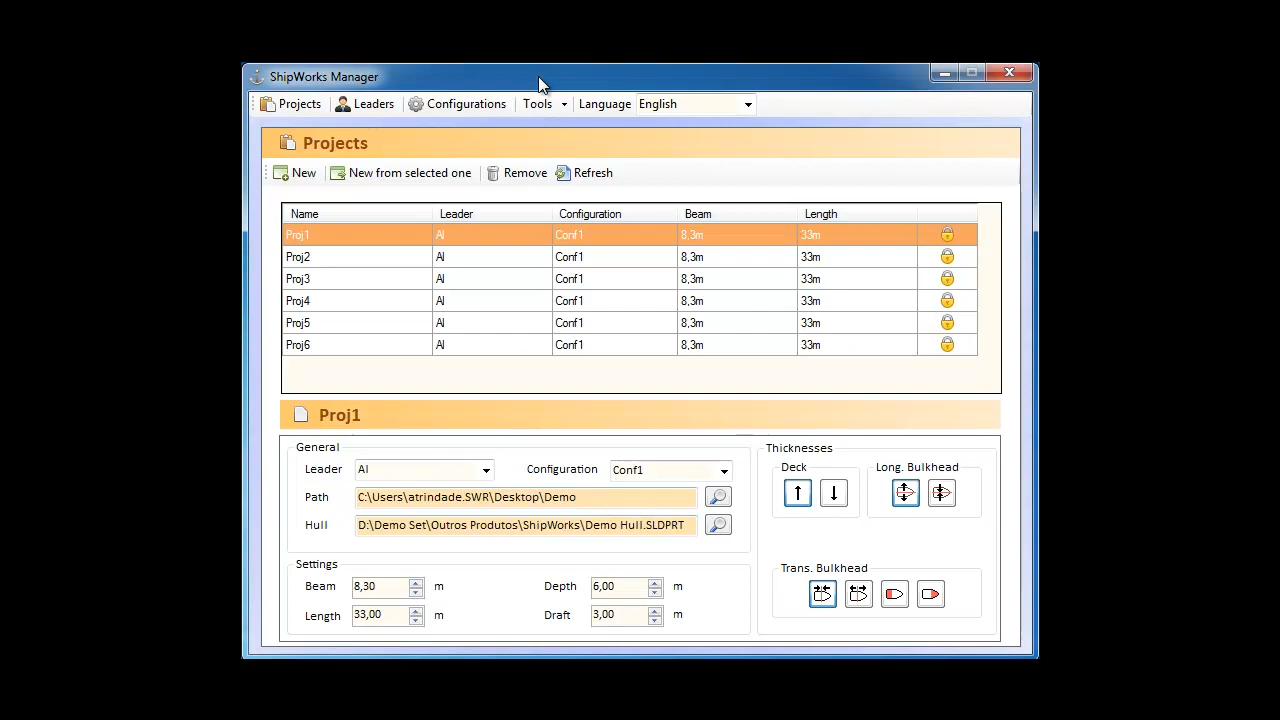 ShipWorks Manager
Projects Leaders Configurations Tools Language English
Projects
New New from selected one Remove Refresh
Name Leader Configuration Beam Length
Proj1 Al Conf1 8,3m 33m
Proj2 Al Conf1 8,3m 33m
Proj3 Al Conf1 8,3m 33m
Proj4 Al Conf1 8,3m 33m
Proj5 Al Conf1 8,3m 33m
Proj6 Al Conf1 8,3m 33m
Proj1
General
Leader Al Configuration Conf1
Path C:\Users\atrindade.SWR\Desktop\Demo
Hull D:\Demo Set\Outros Produtos\ShipWorks\Demo Hull.SLDPRT
Settings
Beam 8,30 m Depth 6,00 m
Length 33,00 m Draft 3,00 m
Thicknesses
Deck Long. Bulkhead
Trans. Bulkhead